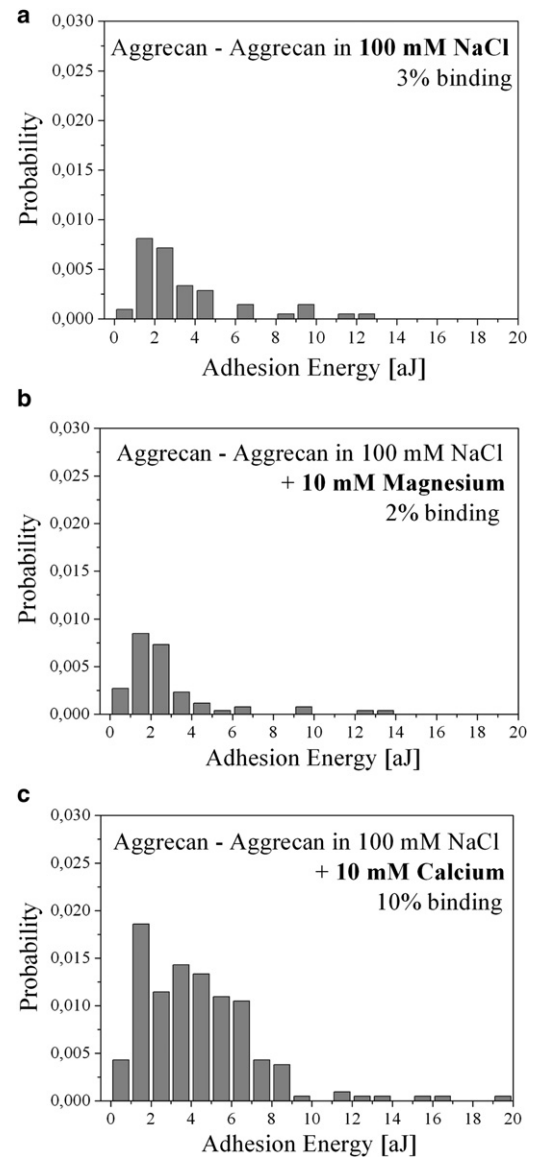 a
Aggrecan - Aggrecan in 100 mM NaCl
3% binding
Probability
0,030
0,025
0,020
0,015
0,010
0,005
0,000
0 2 4 6 8 10 12 14 16 18 20
Adhesion Energy [aJ]
b
Aggrecan - Aggrecan in 100 mM NaCl
+ 10 mM Magnesium
2% binding
Probability
0,030
0,025
0,020
0,015
0,010
0,005
0,000
0 2 4 6 8 10 12 14 16 18 20
Adhesion Energy [aJ]
c
Aggrecan - Aggrecan in 100 mM NaCl
+ 10 mM Calcium
10% binding
Probability
0,030
0,025
0,020
0,015
0,010
0,005
0,000
0 2 4 6 8 10 12 14 16 18 20
Adhesion Energy [aJ]